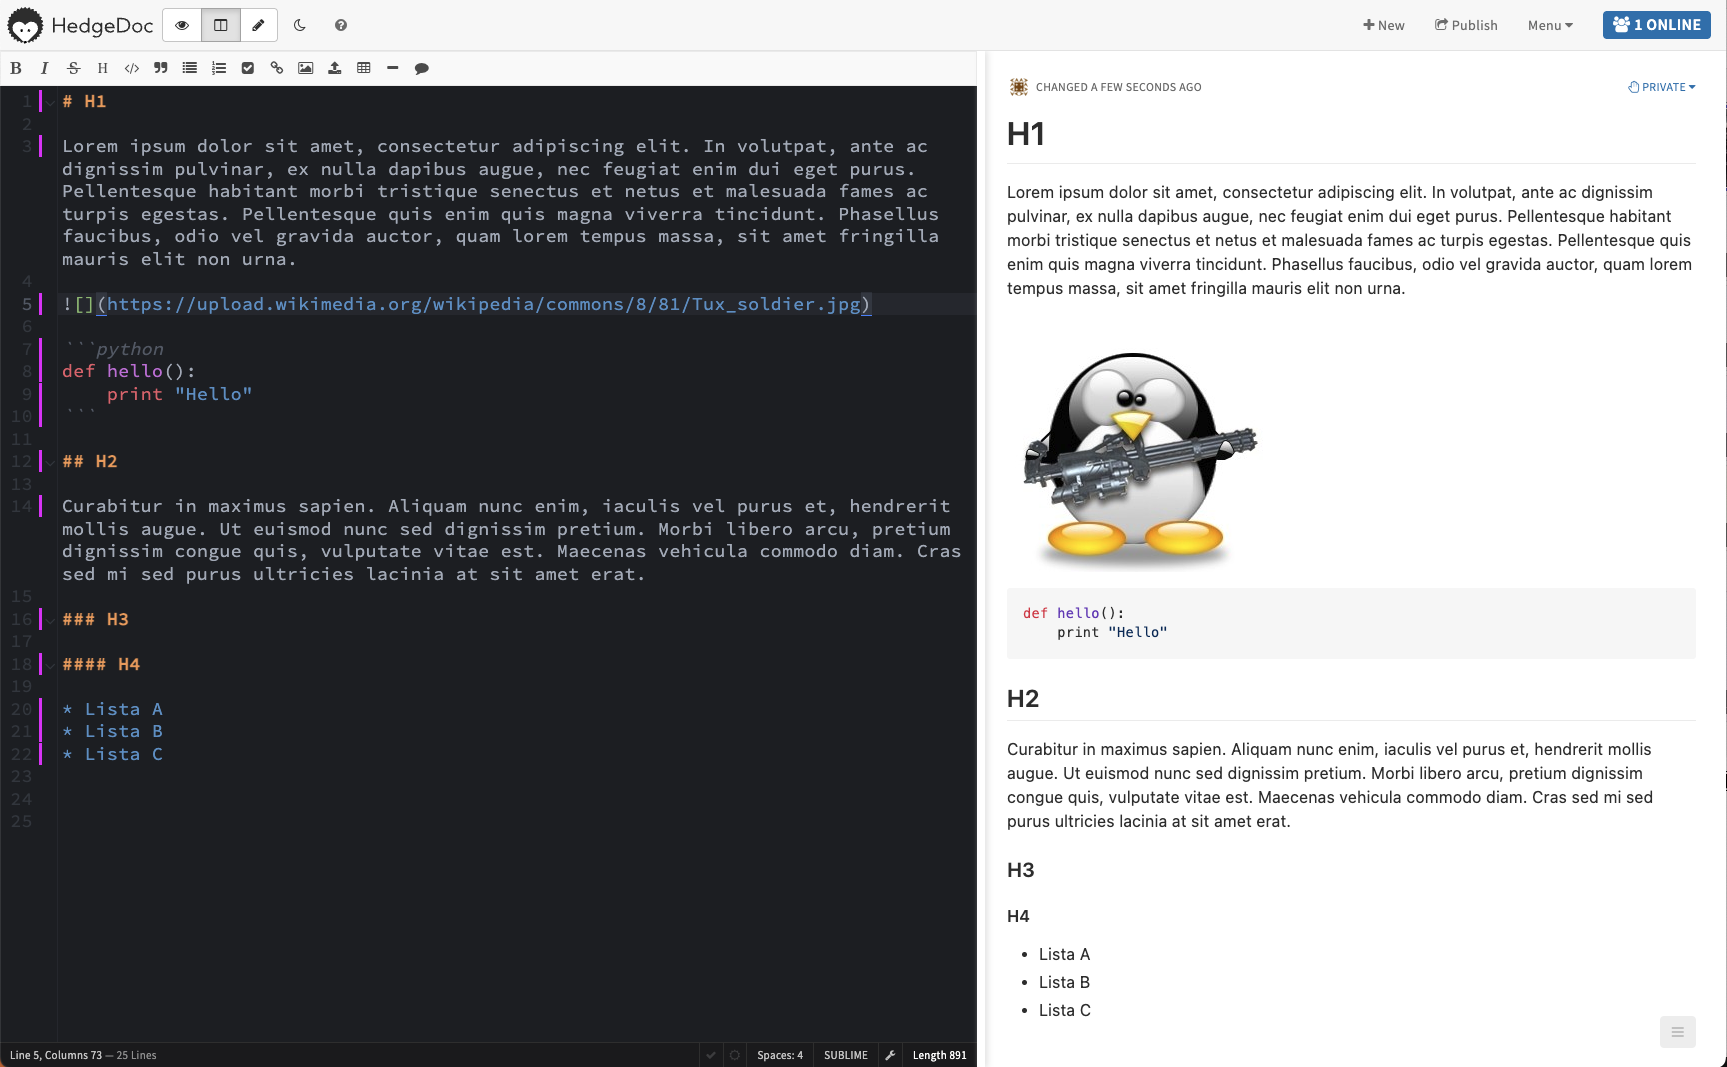 HedgeDoc
New
Publish
Menu
1 ONLINE
B I S H </>
1 # H1
2
3 Lorem ipsum dolor sit amet, consectetur adipiscing elit. In volutpat, ante ac
dignissim pulvinar, ex nulla dapibus augue, nec feugiat enim dui eget purus.
Pellentesque habitant morbi tristique senectus et netus et malesuada fames ac
turpis egestas. Pellentesque quis enim quis magna viverra tincidunt. Phasellus
faucibus, odio vel gravida auctor, quam lorem tempus massa, sit amet fringilla
mauris elit non urna.
4
5 ![](https://upload.wikimedia.org/wikipedia/commons/8/81/Tux_soldier.jpg)
6
7 ```python
8 def hello():
9     print "Hello"
10 ```
11
12 ## H2
13
14 Curabitur in maximus sapien. Aliquam nunc enim, iaculis vel purus et, hendrerit
mollis augue. Ut euismod nunc sed dignissim pretium. Morbi libero arcu, pretium
dignissim congue quis, vulputate vitae est. Maecenas vehicula commodo diam. Cras
sed mi sed purus ultricies lacinia at sit amet erat.
15
16 ### H3
17
18 #### H4
19
20 * Lista A
21 * Lista B
22 * Lista C
23
24
25
Line 5, Columns 73 — 25 Lines
Spaces: 4
SUBLIME
Length 891
CHANGED A FEW SECONDS AGO
PRIVATE
H1
Lorem ipsum dolor sit amet, consectetur adipiscing elit. In volutpat, ante ac dignissim
pulvinar, ex nulla dapibus augue, nec feugiat enim dui eget purus. Pellentesque habitant
morbi tristique senectus et netus et malesuada fames ac turpis egestas. Pellentesque quis
enim quis magna viverra tincidunt. Phasellus faucibus, odio vel gravida auctor, quam lorem
tempus massa, sit amet fringilla mauris elit non urna.
def hello():
    print "Hello"
H2
Curabitur in maximus sapien. Aliquam nunc enim, iaculis vel purus et, hendrerit mollis
augue. Ut euismod nunc sed dignissim pretium. Morbi libero arcu, pretium dignissim
congue quis, vulputate vitae est. Maecenas vehicula commodo diam. Cras sed mi sed
purus ultricies lacinia at sit amet erat.
H3
H4
• Lista A
• Lista B
• Lista C